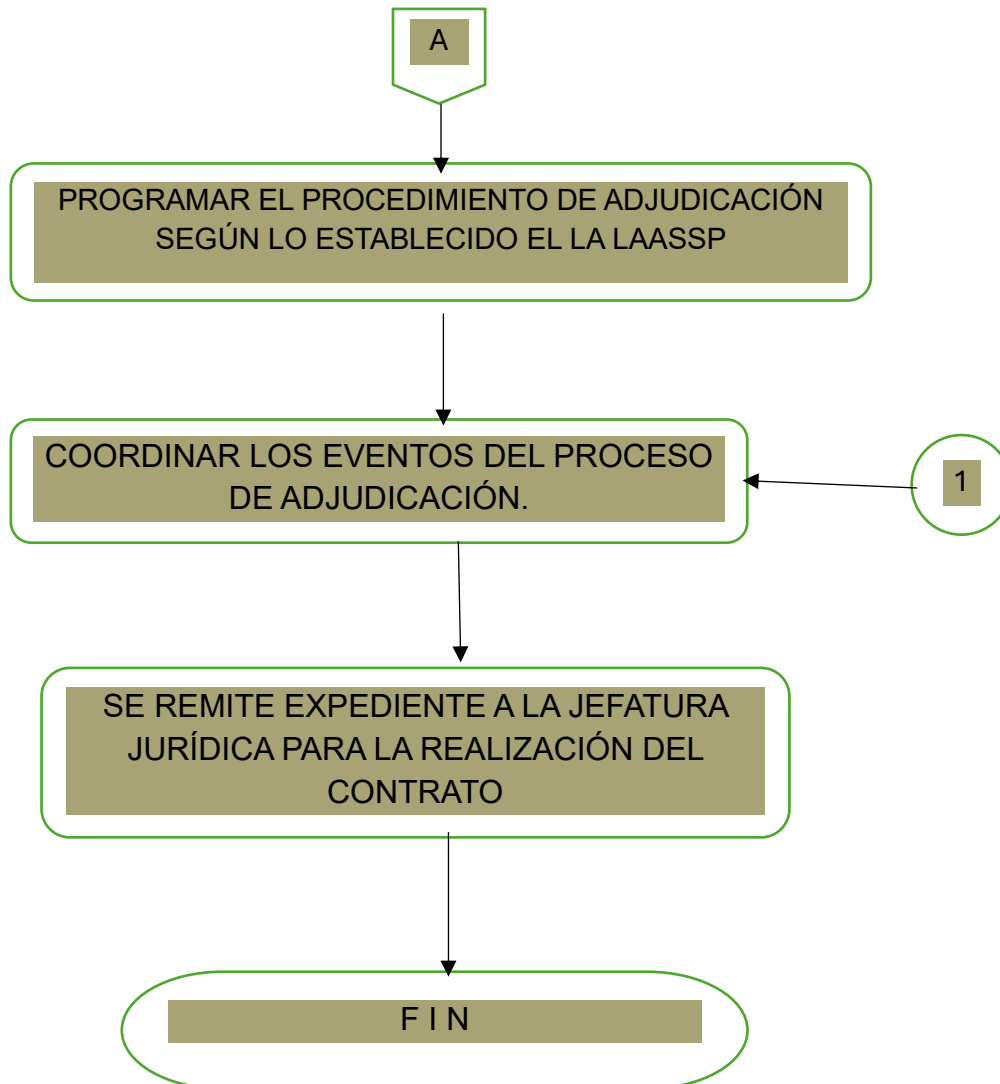 A
PROGRAMAR EL PROCEDIMIENTO DE ADJUDICACIÓN
SEGÚN LO ESTABLECIDO EL LA LAASSP
COORDINAR LOS EVENTOS DEL PROCESO
DE ADJUDICACIÓN.
1
SE REMITE EXPEDIENTE A LA JEFATURA
JURÍDICA PARA LA REALIZACIÓN DEL
CONTRATO
F I N